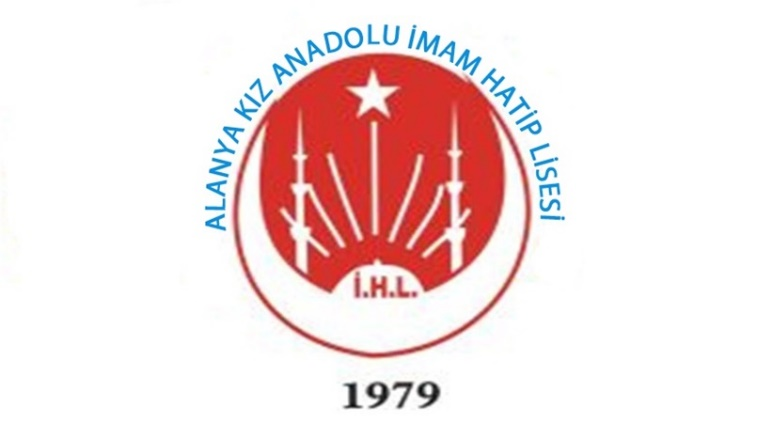 ALANYA KIZ ANADOLU İMAM HATİP LİSESİ
İ.H.L.
1979